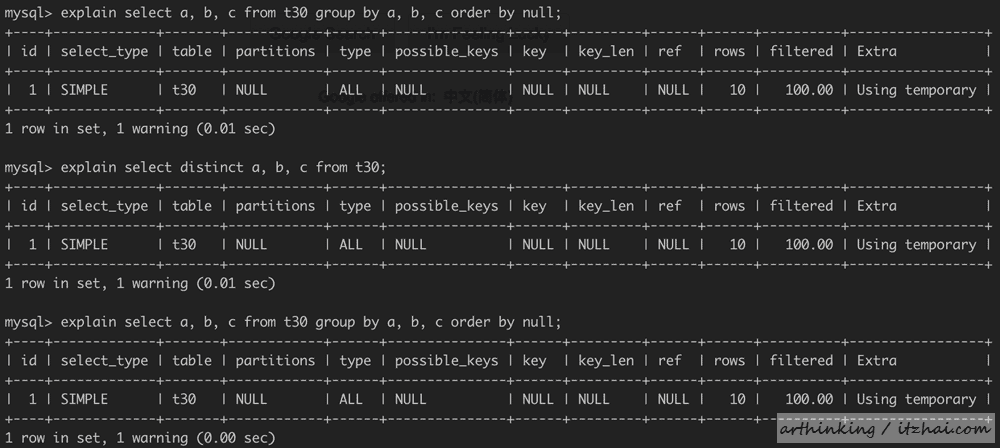 mysql> explain select a, b, c from t30 group by a, b, c order by null;
+----+-------------+-------+------------+------+---------------+------+---------+------+------+----------+-----------------+
| id | select_type | table | partitions | type | possible_keys | key | key_len | ref | rows | filtered | Extra |
+----+-------------+-------+------------+------+---------------+------+---------+------+------+----------+-----------------+
| 1 | SIMPLE | t30 | NULL | ALL | NULL | NULL | NULL | NULL | 10 | 100.00 | Using temporary |
+----+-------------+-------+------------+------+---------------+------+---------+------+------+----------+-----------------+
1 row in set, 1 warning (0.01 sec)
mysql> explain select distinct a, b, c from t30;
+----+-------------+-------+------------+------+---------------+------+---------+------+------+----------+-----------------+
| id | select_type | table | partitions | type | possible_keys | key | key_len | ref | rows | filtered | Extra |
+----+-------------+-------+------------+------+---------------+------+---------+------+------+----------+-----------------+
| 1 | SIMPLE | t30 | NULL | ALL | NULL | NULL | NULL | NULL | 10 | 100.00 | Using temporary |
+----+-------------+-------+------------+------+---------------+------+---------+------+------+----------+-----------------+
1 row in set, 1 warning (0.01 sec)
mysql> explain select a, b, c from t30 group by a, b, c order by null;
+----+-------------+-------+------------+------+---------------+------+---------+------+------+----------+-----------------+
| id | select_type | table | partitions | type | possible_keys | key | key_len | ref | rows | filtered | Extra |
+----+-------------+-------+------------+------+---------------+------+---------+------+------+----------+-----------------+
| 1 | SIMPLE | t30 | NULL | ALL | NULL | NULL | NULL | NULL | 10 | 100.00 | Using temporary |
+----+-------------+-------+------------+------+---------------+------+---------+------+------+----------+-----------------+
1 row in set, 1 warning (0.00 sec)
arthinking / itzhai.com